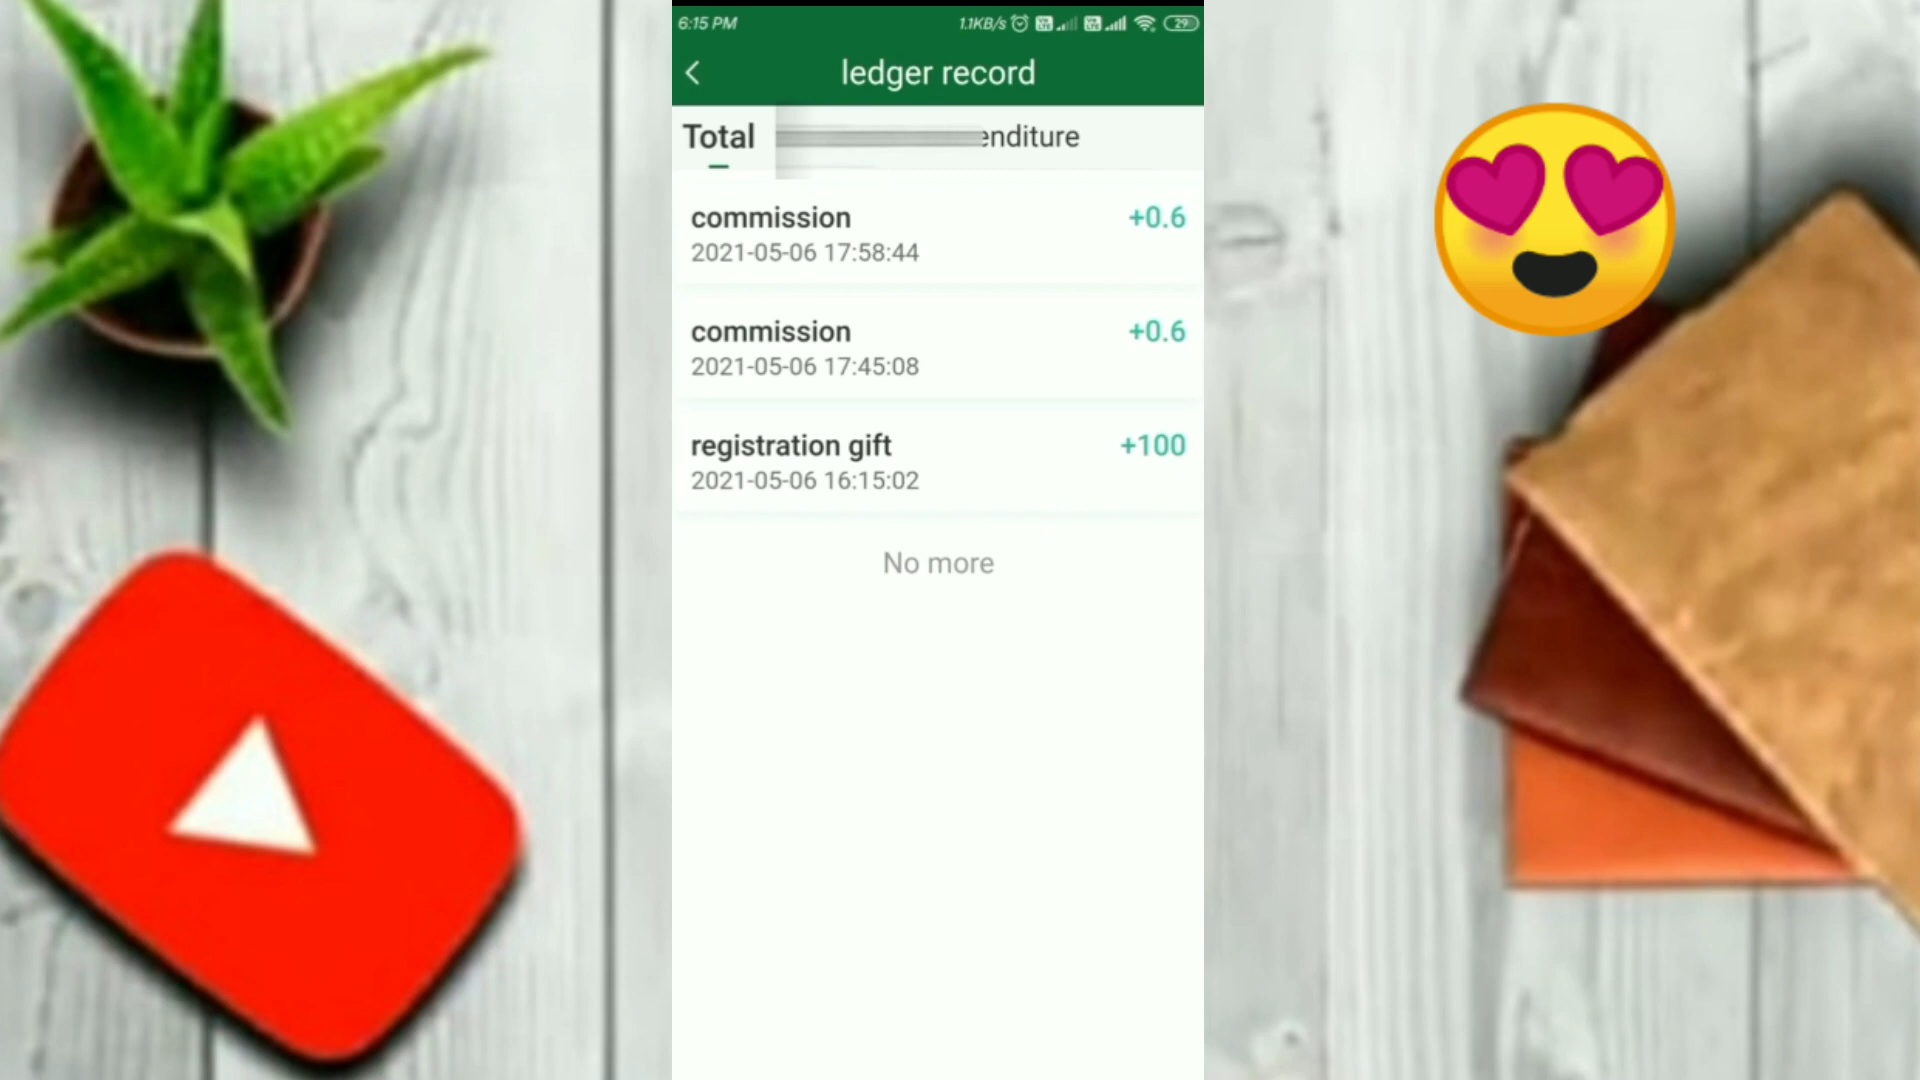 6:15 PM 1.1KB/s 29
ledger record
Total enditure
commission +0.6
2021-05-06 17:58:44
commission +0.6
2021-05-06 17:45:08
registration gift +100
2021-05-06 16:15:02
No more